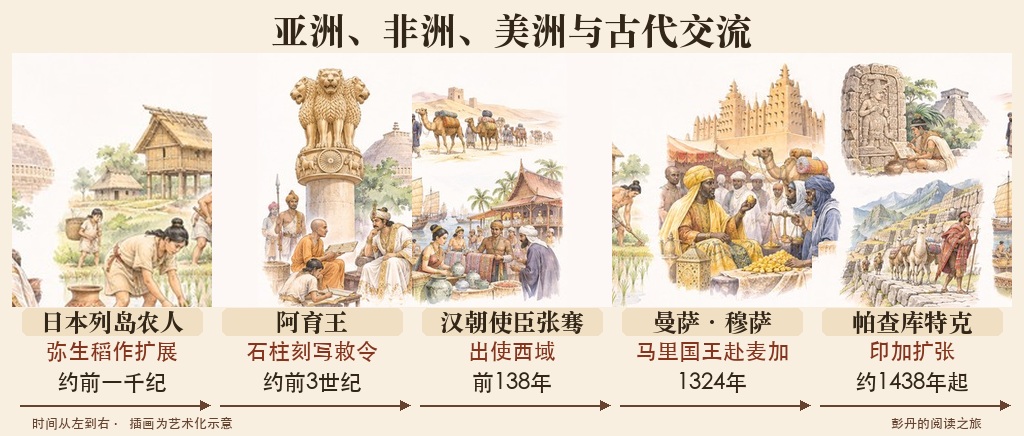 亚洲、非洲、美洲与古代交流
日本列岛农人
弥生稻作扩展
约前一千纪
阿育王
石柱刻写敕令
约前3世纪
汉朝使臣张骞
出使西域
前138年
曼萨·穆萨
马里国王赴麦加
1324年
帕查库特克
印加扩张
约1438年起
时间从左到右· 插画为艺术化示意
彭丹的阅读之旅